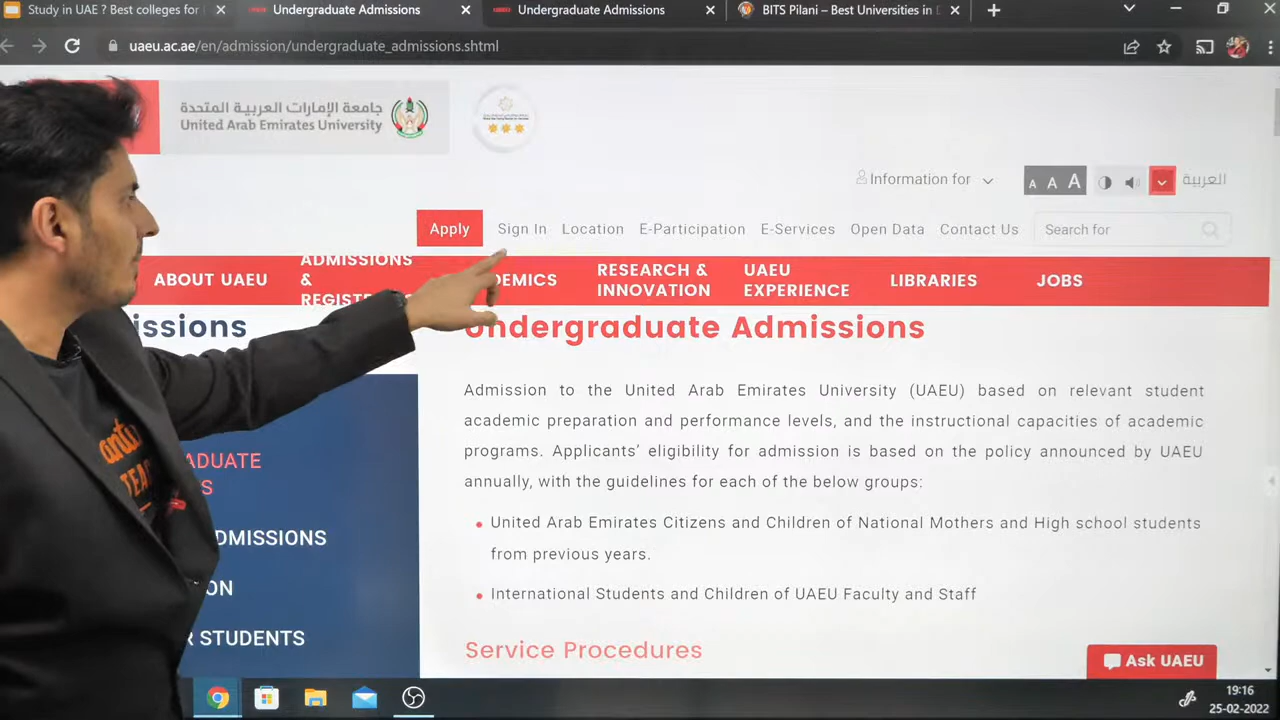 Study in UAE ? Best colleges for
Undergraduate Admissions
Undergraduate Admissions
BITS Pilani – Best Universities in
uaeu.ac.ae/en/admission/undergraduate_admissions.shtml
جامعة الإمارات العربية المتحدة
United Arab Emirates University
Information for
A A A
العربية
Apply
Sign In
Location
E-Participation
E-Services
Open Data
Contact Us
Search for
ABOUT UAEU
ADMISSIONS
&
RESEARCH &
INNOVATION
UAEU
EXPERIENCE
LIBRARIES
JOBS
issions
Undergraduate Admissions
Admission to the United Arab Emirates University (UAEU) based on relevant student
academic preparation and performance levels, and the instructional capacities of academic
programs. Applicants' eligibility for admission is based on the policy announced by UAEU
annually, with the guidelines for each of the below groups:
United Arab Emirates Citizens and Children of National Mothers and High school students
from previous years.
International Students and Children of UAEU Faculty and Staff
Service Procedures
ADUATE
S
DMISSIONS
ON
R STUDENTS
Ask UAEU
19:16
25-02-2022